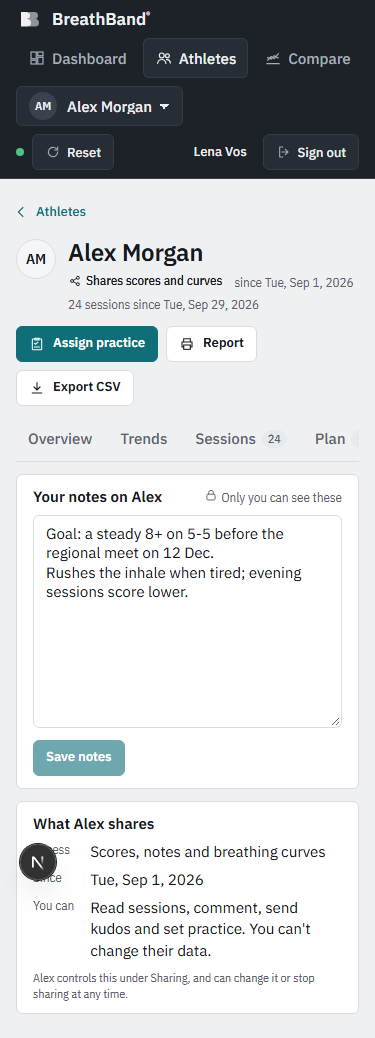 BreathBand®
Dashboard
Athletes
Compare
AM
Alex Morgan
Reset
Lena Vos
Sign out
Athletes
AM
Alex Morgan
Shares scores and curves since Tue, Sep 1, 2026
24 sessions since Tue, Sep 29, 2026
Assign practice
Report
Export CSV
Overview
Trends
Sessions 24
Plan
Your notes on Alex
Only you can see these
Goal: a steady 8+ on 5-5 before the
regional meet on 12 Dec.
Rushes the inhale when tired; evening
sessions score lower.
Save notes
What Alex shares
Scores, notes and breathing curves
N
Tue, Sep 1, 2026
You can
Read sessions, comment, send
kudos and set practice. You can't
change their data.
Alex controls this under Sharing, and can change it or stop
sharing at any time.